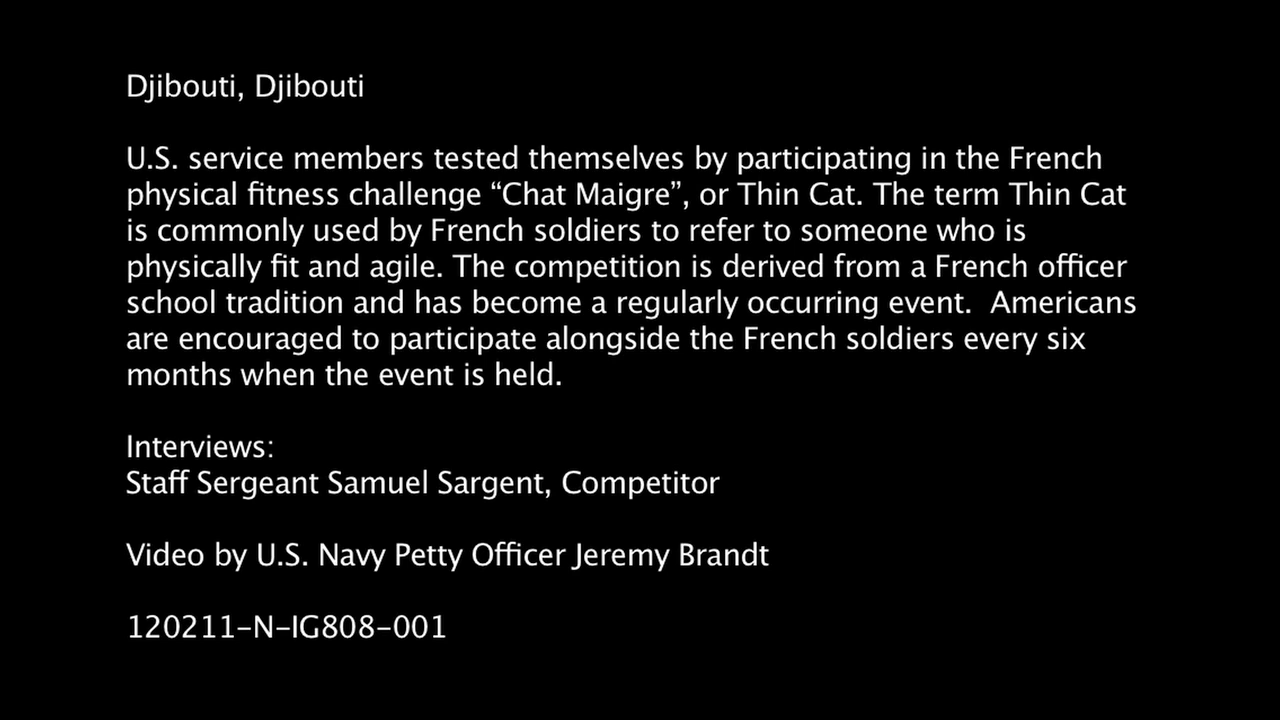 Djibouti, Djibouti
U.S. service members tested themselves by participating in the French
physical fitness challenge “Chat Maigre”, or Thin Cat. The term Thin Cat
is commonly used by French soldiers to refer to someone who is
physically fit and agile. The competition is derived from a French officer
school tradition and has become a regularly occurring event.  Americans
are encouraged to participate alongside the French soldiers every six
months when the event is held.
Interviews:
Staff Sergeant Samuel Sargent, Competitor
Video by U.S. Navy Petty Officer Jeremy Brandt
120211–N–IG808–001